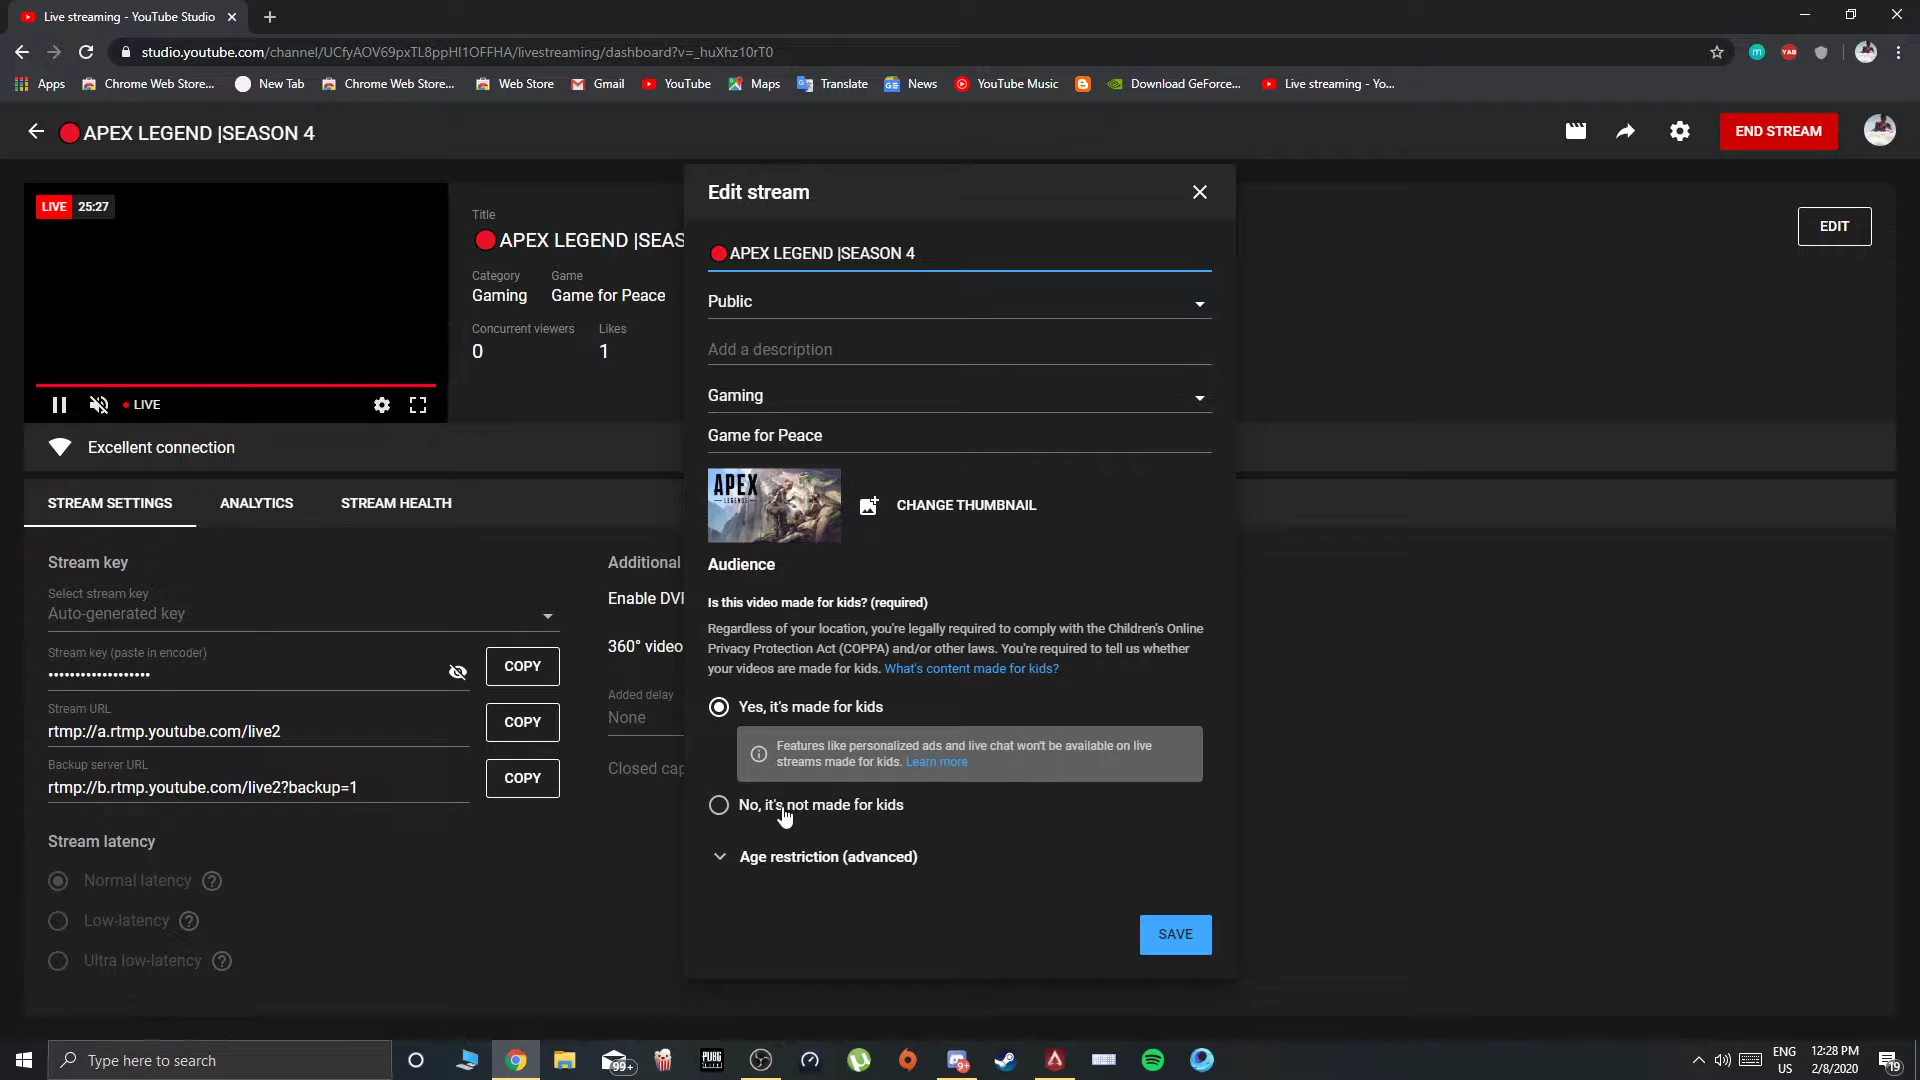 Live streaming - YouTube Studio
studio.youtube.com/channel/UCfyAOV69pxTL8ppHI1OFFHA/livestreaming/dashboard?v=_huXhz10rT0
Apps Chrome Web Store... New Tab Chrome Web Store... Web Store Gmail YouTube Maps Translate News YouTube Music Download GeForce... Live streaming - Yo...
APEX LEGEND |SEASON 4
END STREAM
LIVE 25:27
Title
APEX LEGEND |SEAS
Category Game
Gaming Game for Peace
Concurrent viewers Likes
0 1
LIVE
Excellent connection
EDIT
STREAM SETTINGS ANALYTICS STREAM HEALTH
Stream key
Select stream key
Auto-generated key
Stream key (paste in encoder)
••••••••••••••••••• COPY
Stream URL
rtmp://a.rtmp.youtube.com/live2 COPY
Backup server URL
rtmp://b.rtmp.youtube.com/live2?backup=1 COPY
Stream latency
Normal latency
Low-latency
Ultra low-latency
Additional
Enable DVR
360° video
Added delay
None
Closed cap
Edit stream
APEX LEGEND |SEASON 4
Public
Add a description
Gaming
Game for Peace
APEX
LEGENDS
CHANGE THUMBNAIL
Audience
Is this video made for kids? (required)
Regardless of your location, you're legally required to comply with the Children's Online
Privacy Protection Act (COPPA) and/or other laws. You're required to tell us whether
your videos are made for kids. What's content made for kids?
Yes, it's made for kids
Features like personalized ads and live chat won't be available on live
streams made for kids. Learn more
No, it's not made for kids
Age restriction (advanced)
SAVE
Type here to search
99+
PUBG
9+
ENG
US
12:28 PM
2/8/2020
19